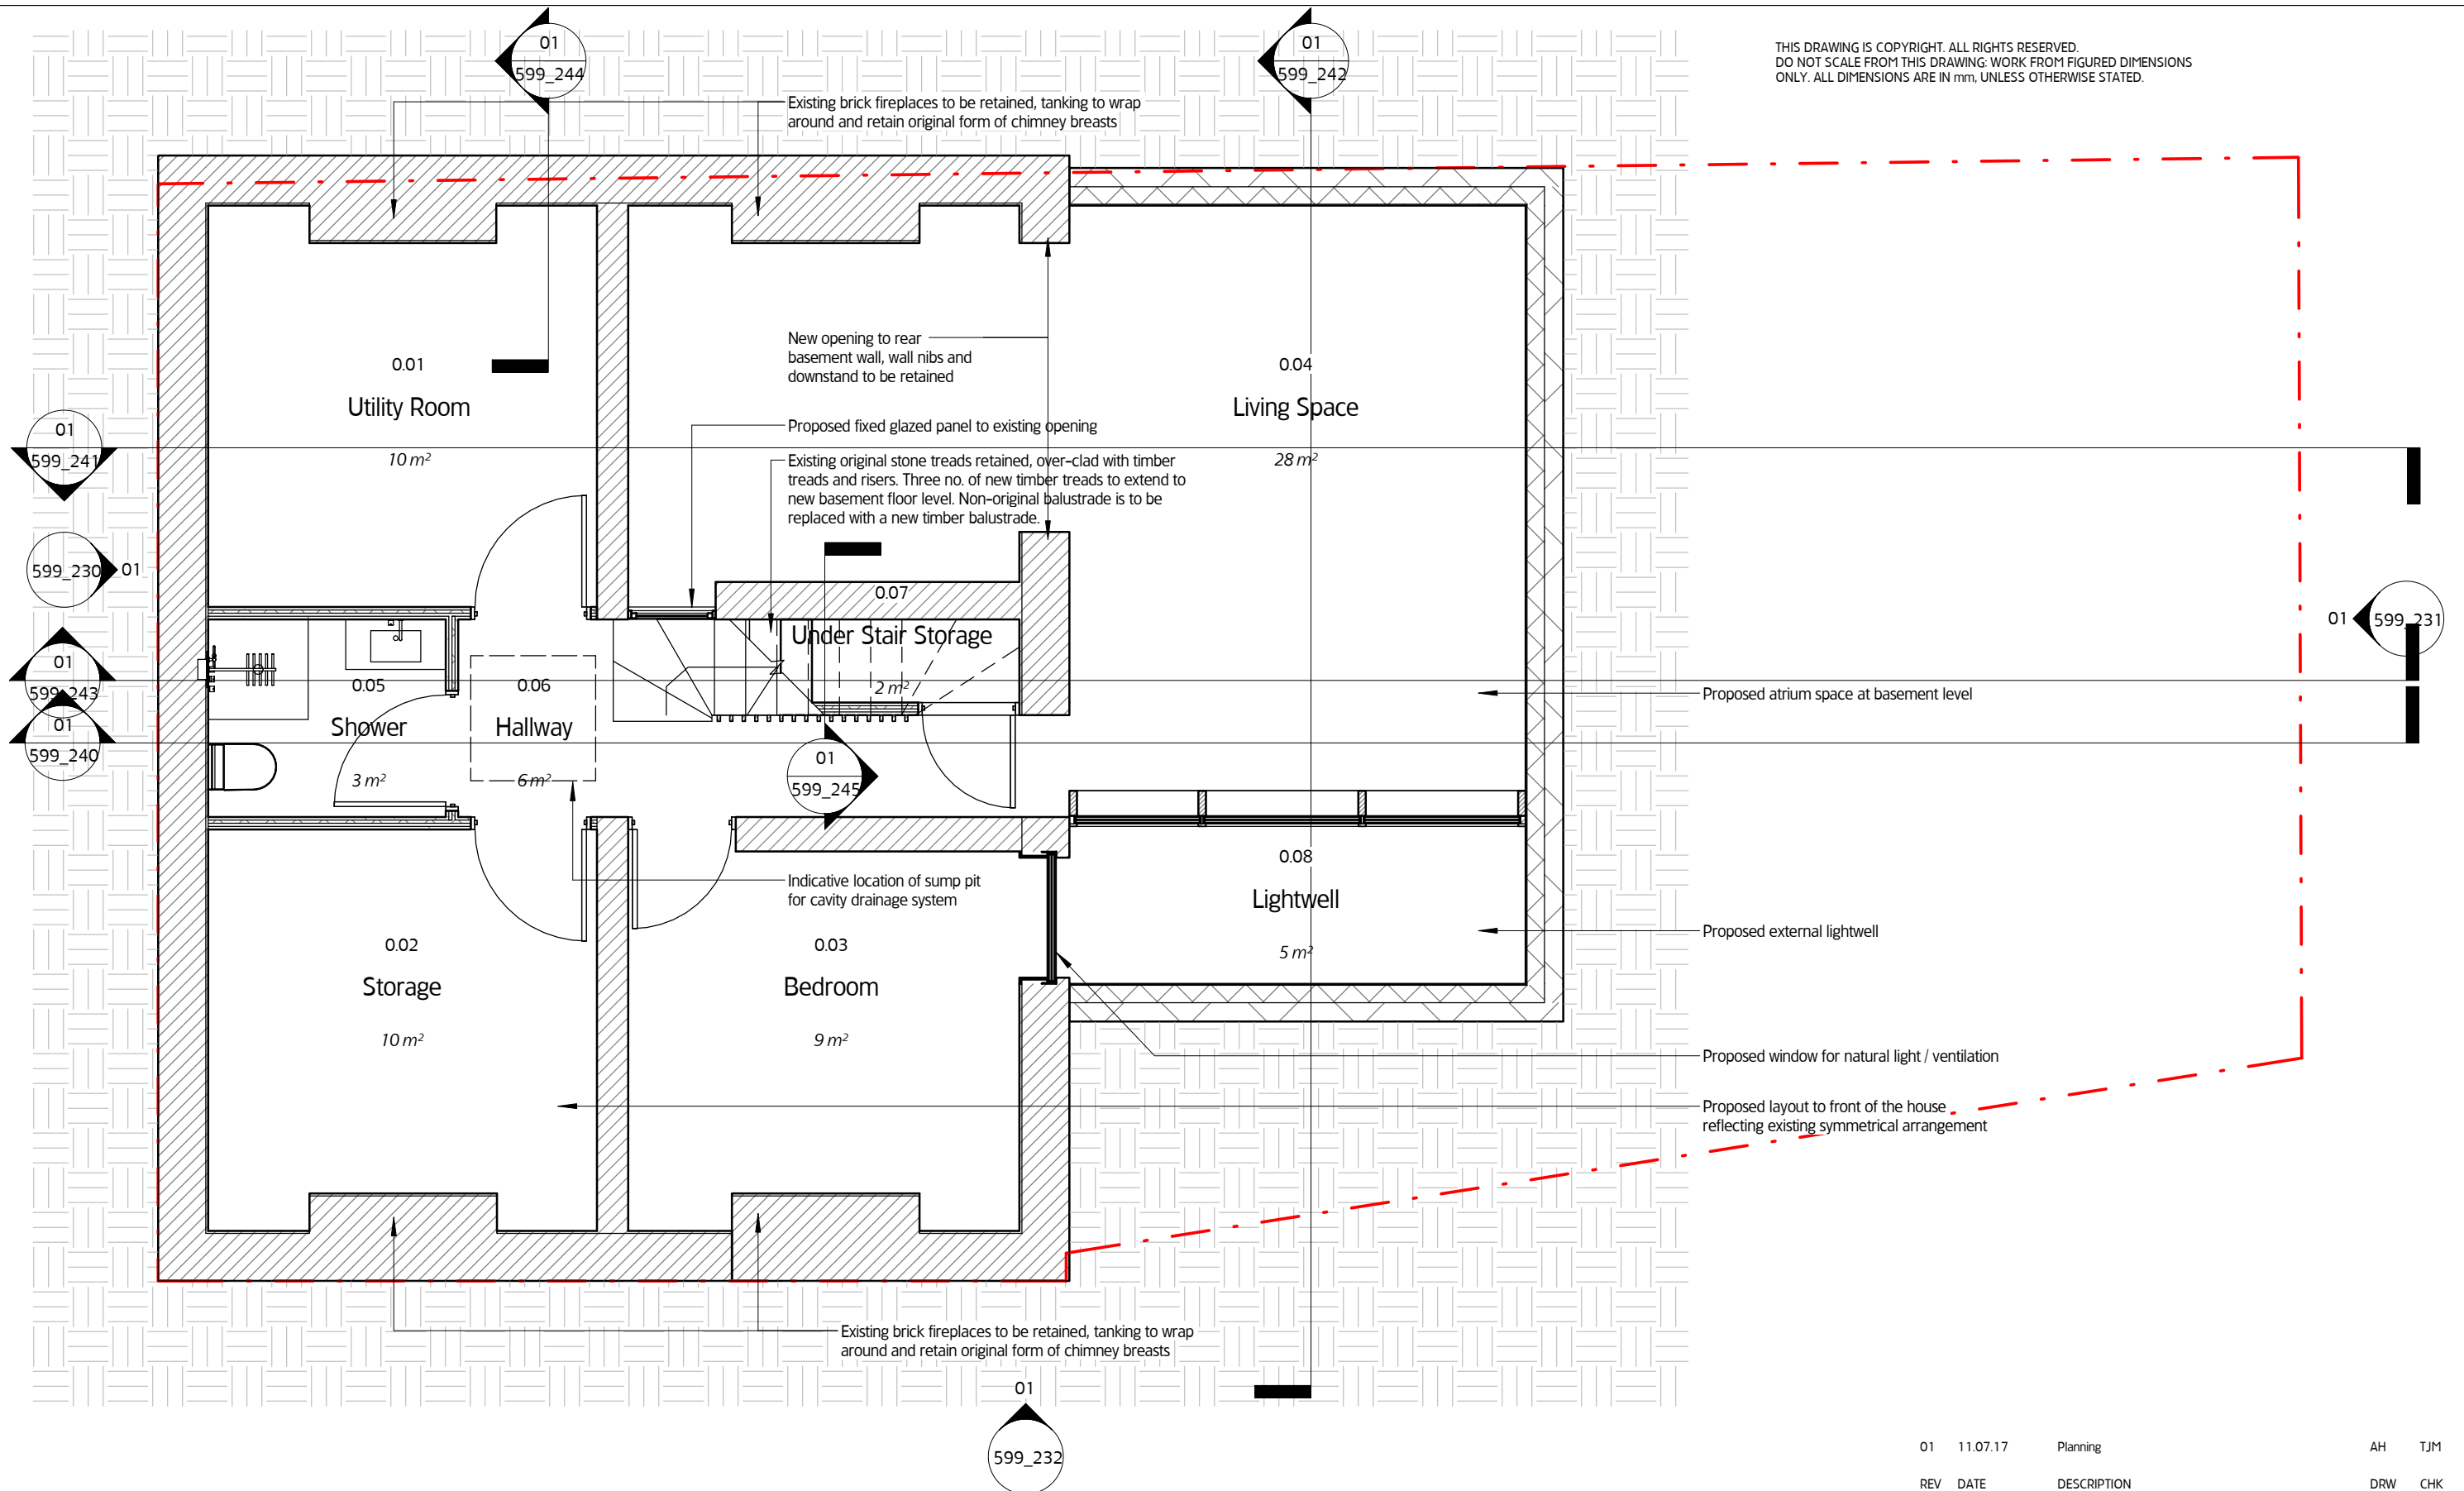 01
599_244
01
599_242
THIS DRAWING IS COPYRIGHT. ALL RIGHTS RESERVED.
DO NOT SCALE FROM THIS DRAWING: WORK FROM FIGURED DIMENSIONS
ONLY. ALL DIMENSIONS ARE IN mm, UNLESS OTHERWISE STATED.
Existing brick fireplaces to be retained, tanking to wrap
around and retain original form of chimney breasts
New opening to rear
basement wall, wall nibs and
downstand to be retained
0.01
Utility Room
10 m²
0.04
Living Space
28 m²
Proposed fixed glazed panel to existing opening
Existing original stone treads retained, over-clad with timber
treads and risers. Three no. of new timber treads to extend to
new basement floor level. Non-original balustrade is to be
replaced with a new timber balustrade.
01
599_241
599_230
01
0.07
Under Stair Storage
2 m²
01
599_231
01
599_243
01
599_240
0.05
Shower
3 m²
0.06
Hallway
6 m²
Proposed atrium space at basement level
01
599_245
0.08
Lightwell
5 m²
Indicative location of sump pit
for cavity drainage system
Proposed external lightwell
0.02
Storage
10 m²
0.03
Bedroom
9 m²
Proposed window for natural light / ventilation
Proposed layout to front of the house
reflecting existing symmetrical arrangement
Existing brick fireplaces to be retained, tanking to wrap
around and retain original form of chimney breasts
01
599_232
01 11.07.17 Planning AH TJM
REV DATE DESCRIPTION DRW CHK